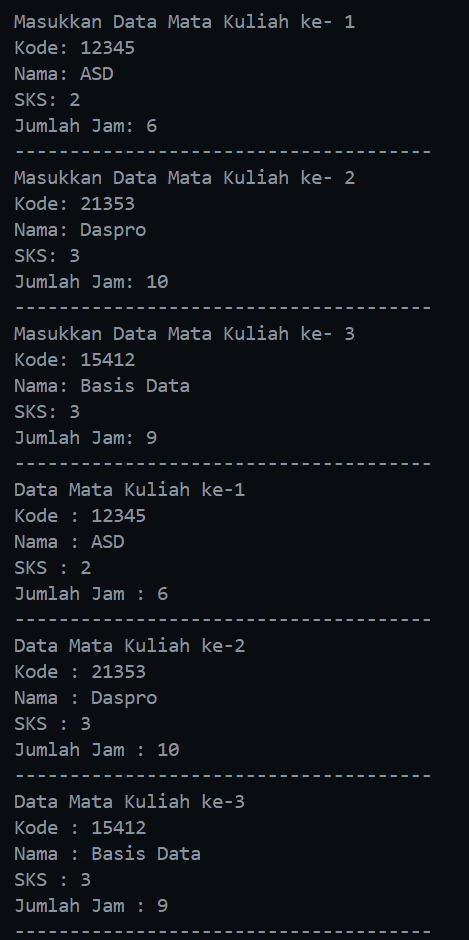 Masukkan Data Mata Kuliah ke- 1
Kode: 12345
Nama: ASD
SKS: 2
Jumlah Jam: 6
--------------------------------------
Masukkan Data Mata Kuliah ke- 2
Kode: 21353
Nama: Daspro
SKS: 3
Jumlah Jam: 10
--------------------------------------
Masukkan Data Mata Kuliah ke- 3
Kode: 15412
Nama: Basis Data
SKS: 3
Jumlah Jam: 9
--------------------------------------
Data Mata Kuliah ke-1
Kode : 12345
Nama : ASD
SKS : 2
Jumlah Jam : 6
--------------------------------------
Data Mata Kuliah ke-2
Kode : 21353
Nama : Daspro
SKS : 3
Jumlah Jam : 10
--------------------------------------
Data Mata Kuliah ke-3
Kode : 15412
Nama : Basis Data
SKS : 3
Jumlah Jam : 9
--------------------------------------